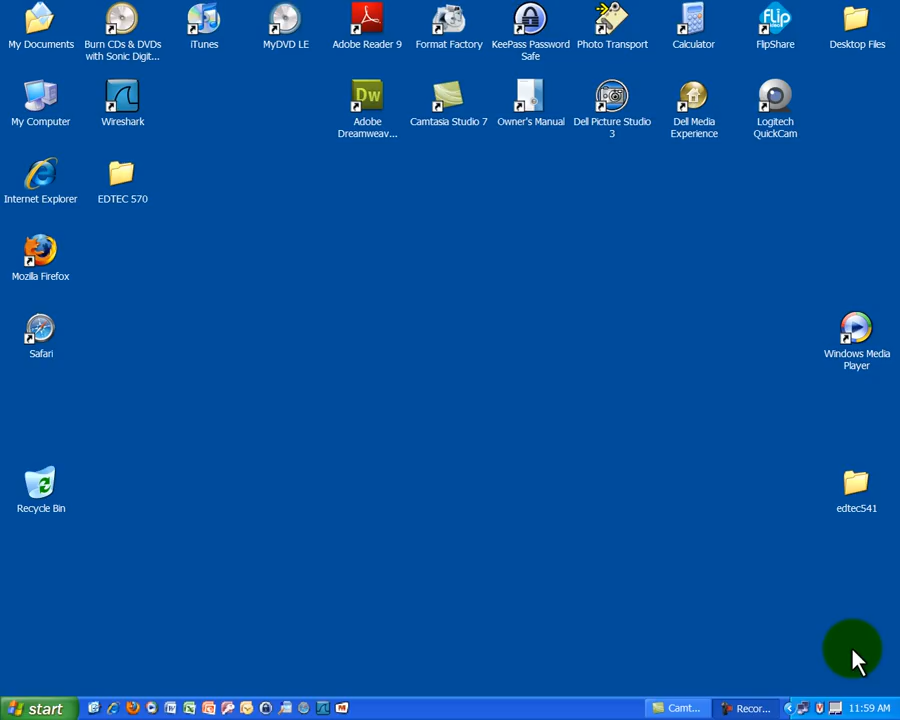 My Documents
Burn CDs & DVDs
with Sonic Digit...
iTunes
MyDVD LE
Adobe Reader 9
Format Factory
KeePass Password
Safe
Photo Transport
Calculator
flip
FlipShare
Desktop Files
My Computer
Wireshark
Dw
Adobe
Dreamweav...
Camtasia Studio 7
Owner's Manual
Dell Picture Studio
3
Dell Media
Experience
Logitech
QuickCam
Internet Explorer
EDTEC 570
Mozilla Firefox
Safari
Windows Media
Player
Recycle Bin
edtec541
start
Camt...
Recor...
11:59 AM